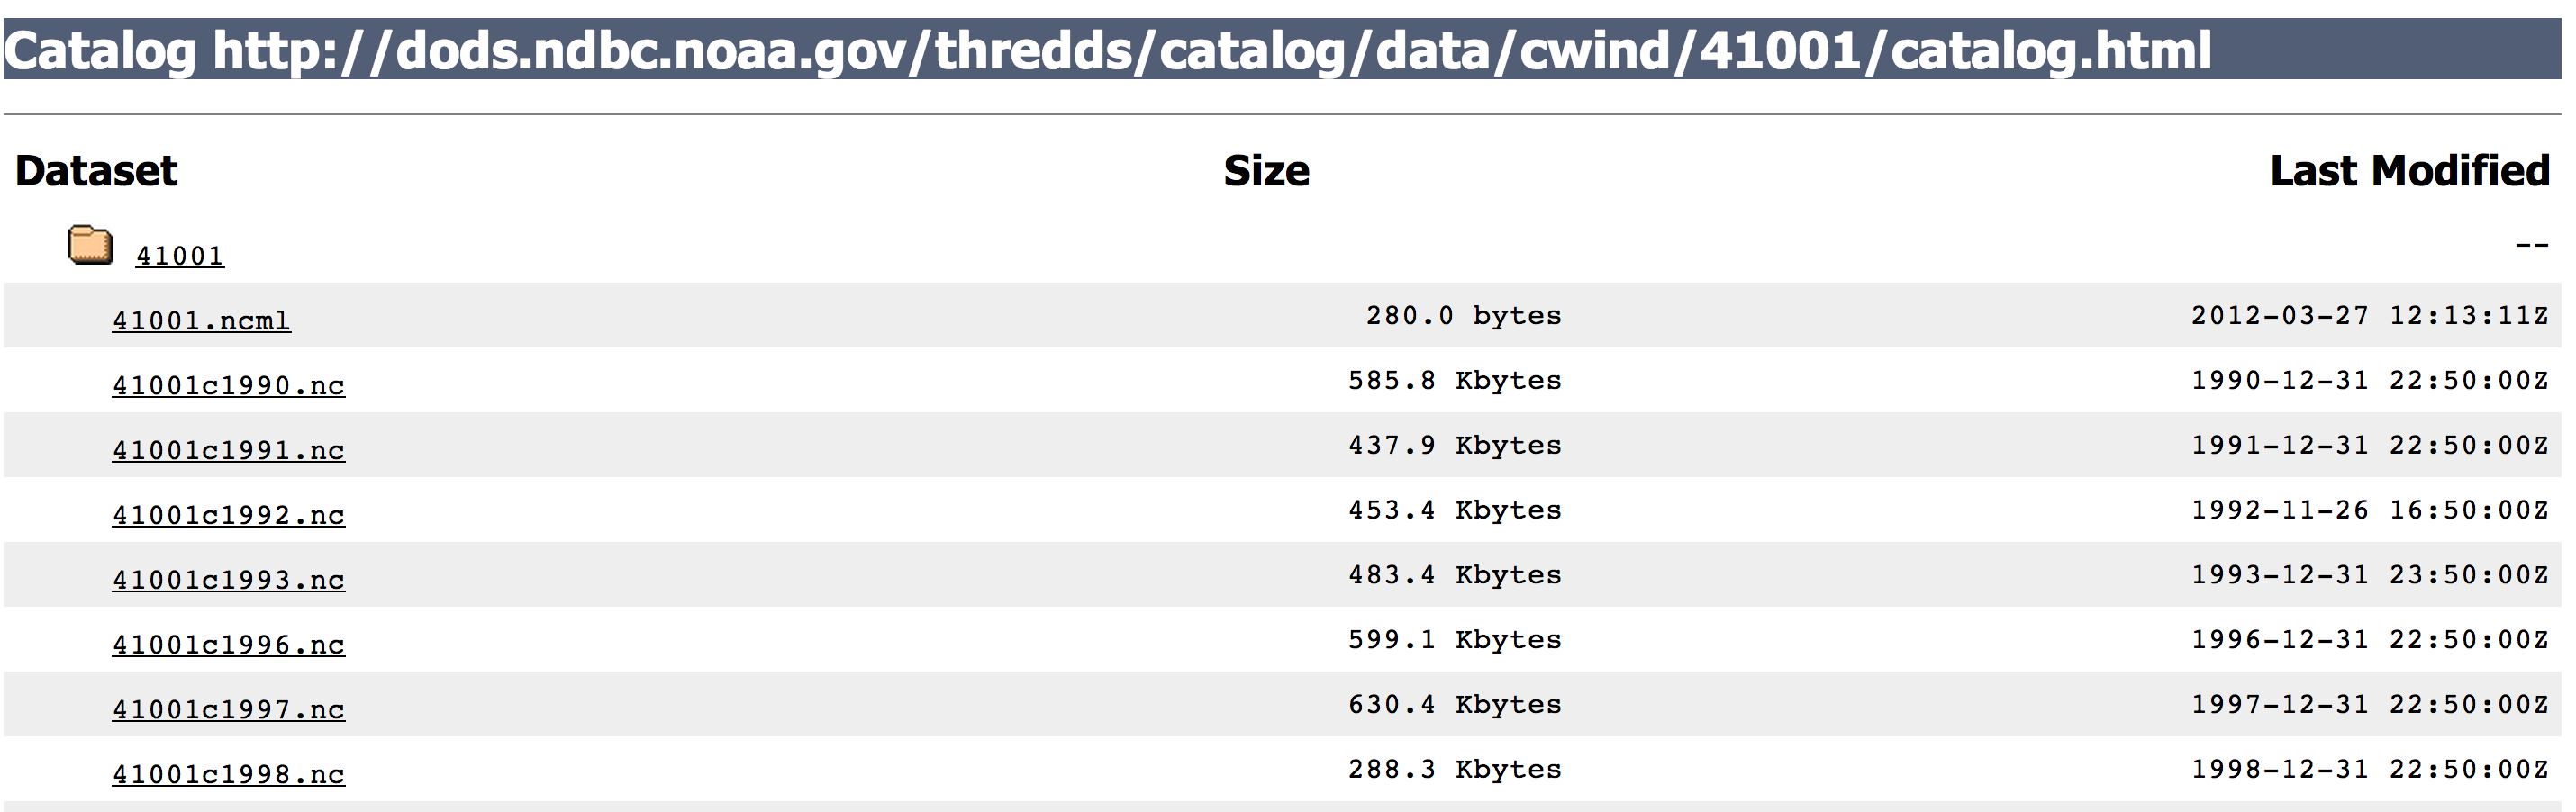 Catalog http://dods.ndbc.noaa.gov/thredds/catalog/data/cwind/41001/catalog.html
Dataset Size Last Modified
41001 --
41001.ncml 280.0 bytes 2012-03-27 12:13:11Z
41001c1990.nc 585.8 Kbytes 1990-12-31 22:50:00Z
41001c1991.nc 437.9 Kbytes 1991-12-31 22:50:00Z
41001c1992.nc 453.4 Kbytes 1992-11-26 16:50:00Z
41001c1993.nc 483.4 Kbytes 1993-12-31 23:50:00Z
41001c1996.nc 599.1 Kbytes 1996-12-31 22:50:00Z
41001c1997.nc 630.4 Kbytes 1997-12-31 22:50:00Z
41001c1998.nc 288.3 Kbytes 1998-12-31 22:50:00Z